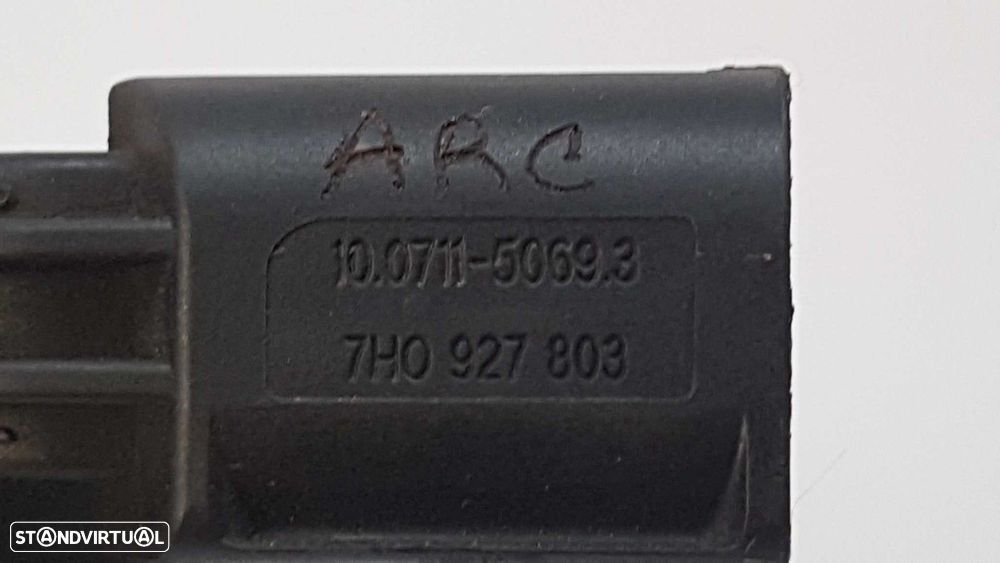 ARC
10.0711-5069.3
7H0 927 803
STANDVIRTUAL